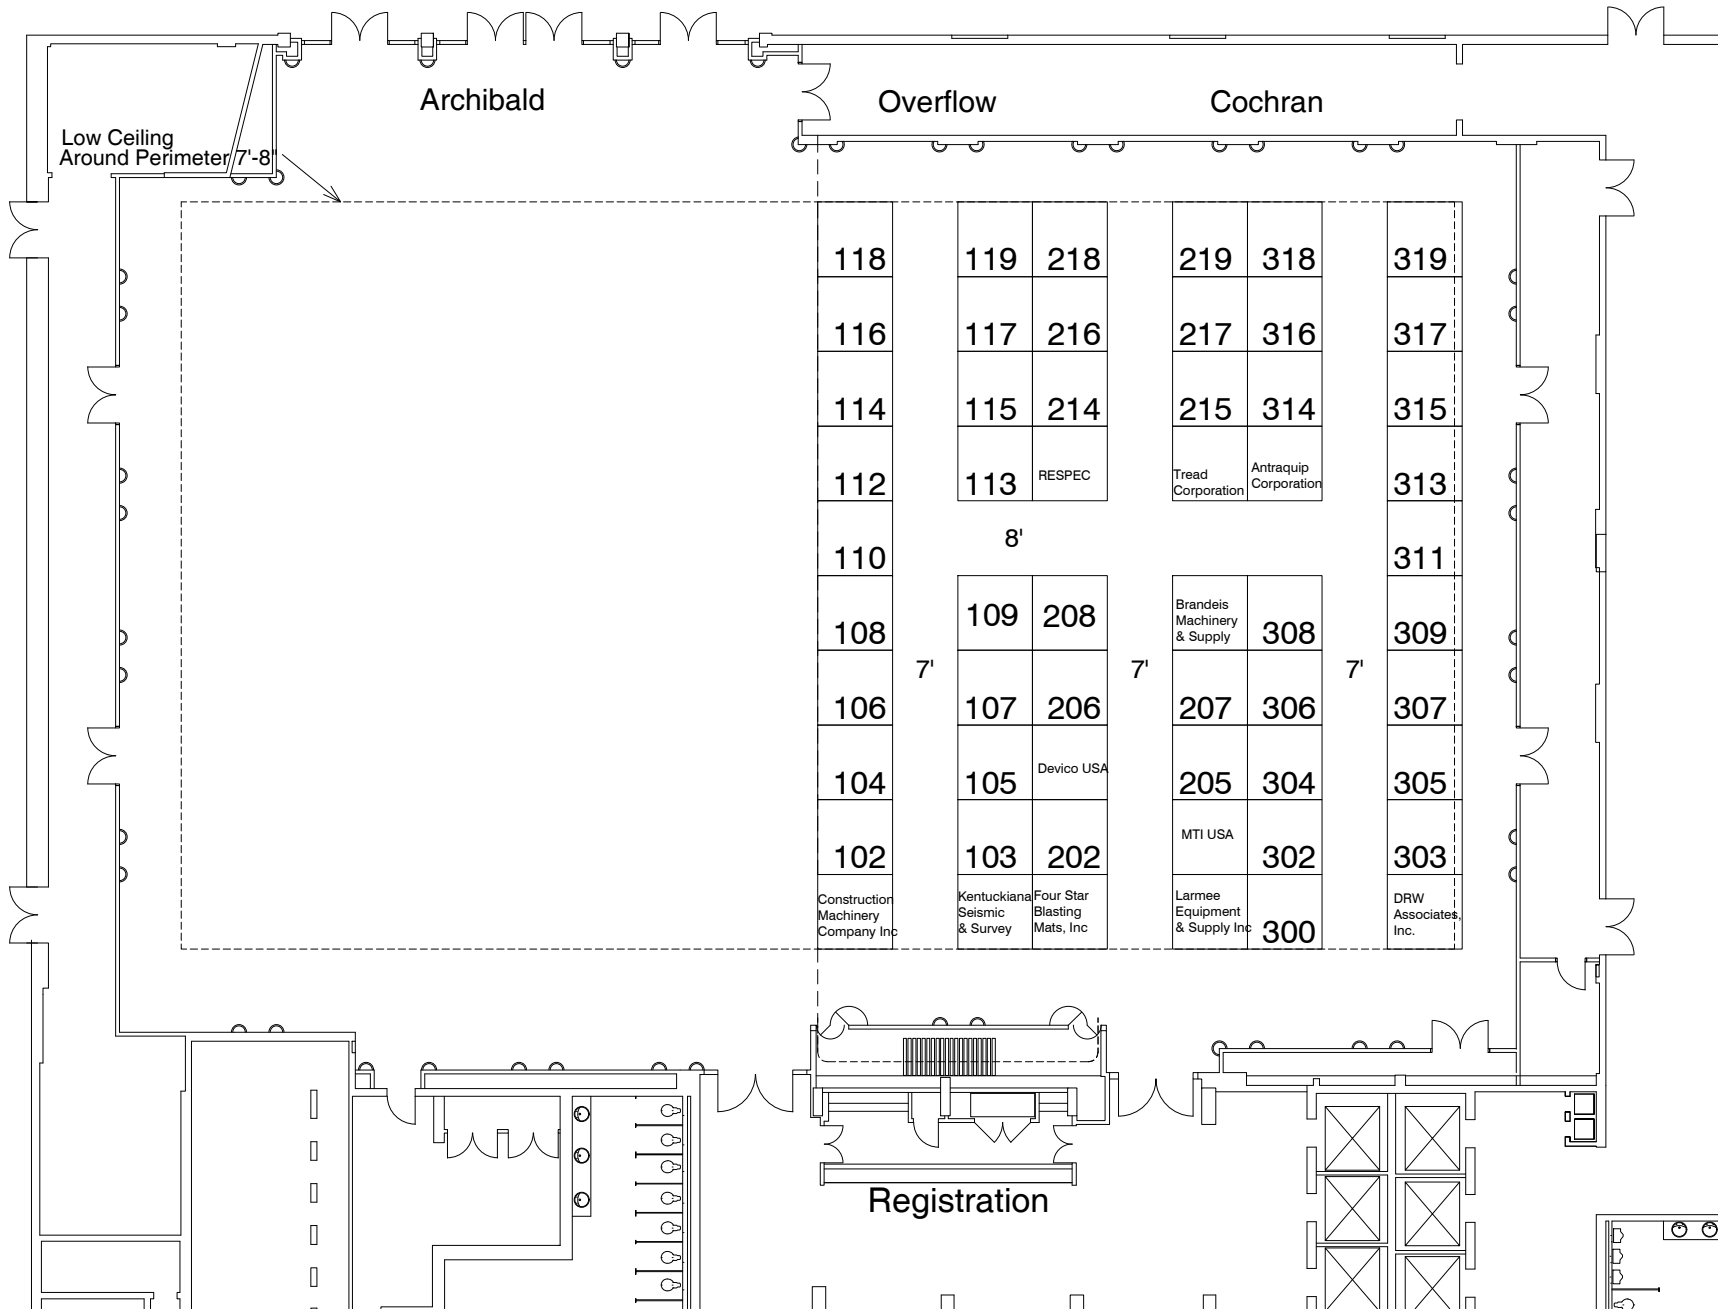 Archibald
Overflow
Cochran
Low Ceiling
Around Perimeter 7'-8"
118
119
218
219
318
319
116
117
216
217
316
317
114
115
214
215
314
315
112
113
RESPEC
Tread
Corporation
Antraquip
Corporation
313
8'
110
311
108
109
208
Brandeis
Machinery
& Supply
308
309
7'
7'
7'
106
107
206
207
306
307
104
105
Devico USA
205
304
305
102
103
202
MTI USA
302
303
Construction
Machinery
Company Inc
Kentuckiana
Seismic
& Survey
Four Star
Blasting
Mats, Inc
Larmee
Equipment
& Supply Inc
300
DRW
Associates,
Inc.
Registration